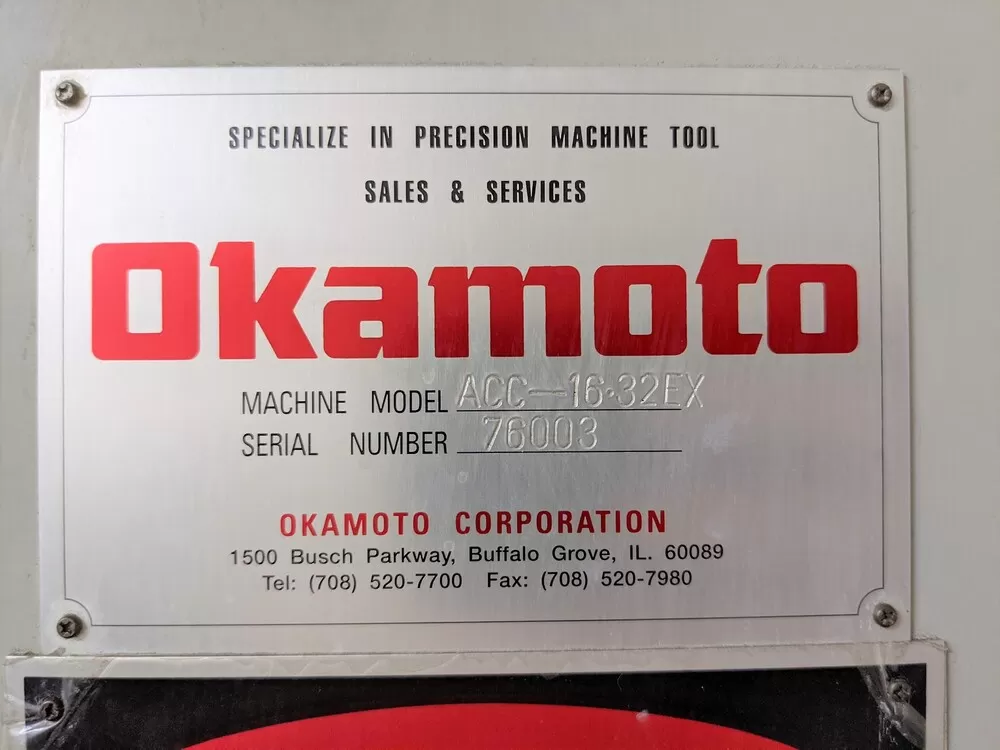 SPECIALIZE IN PRECISION MACHINE TOOL
SALES & SERVICES
Okamoto
MACHINE MODEL ACC-16·32EX
SERIAL NUMBER 76003
OKAMOTO CORPORATION
1500 Busch Parkway, Buffalo Grove, IL. 60089
Tel: (708) 520-7700 Fax: (708) 520-7980